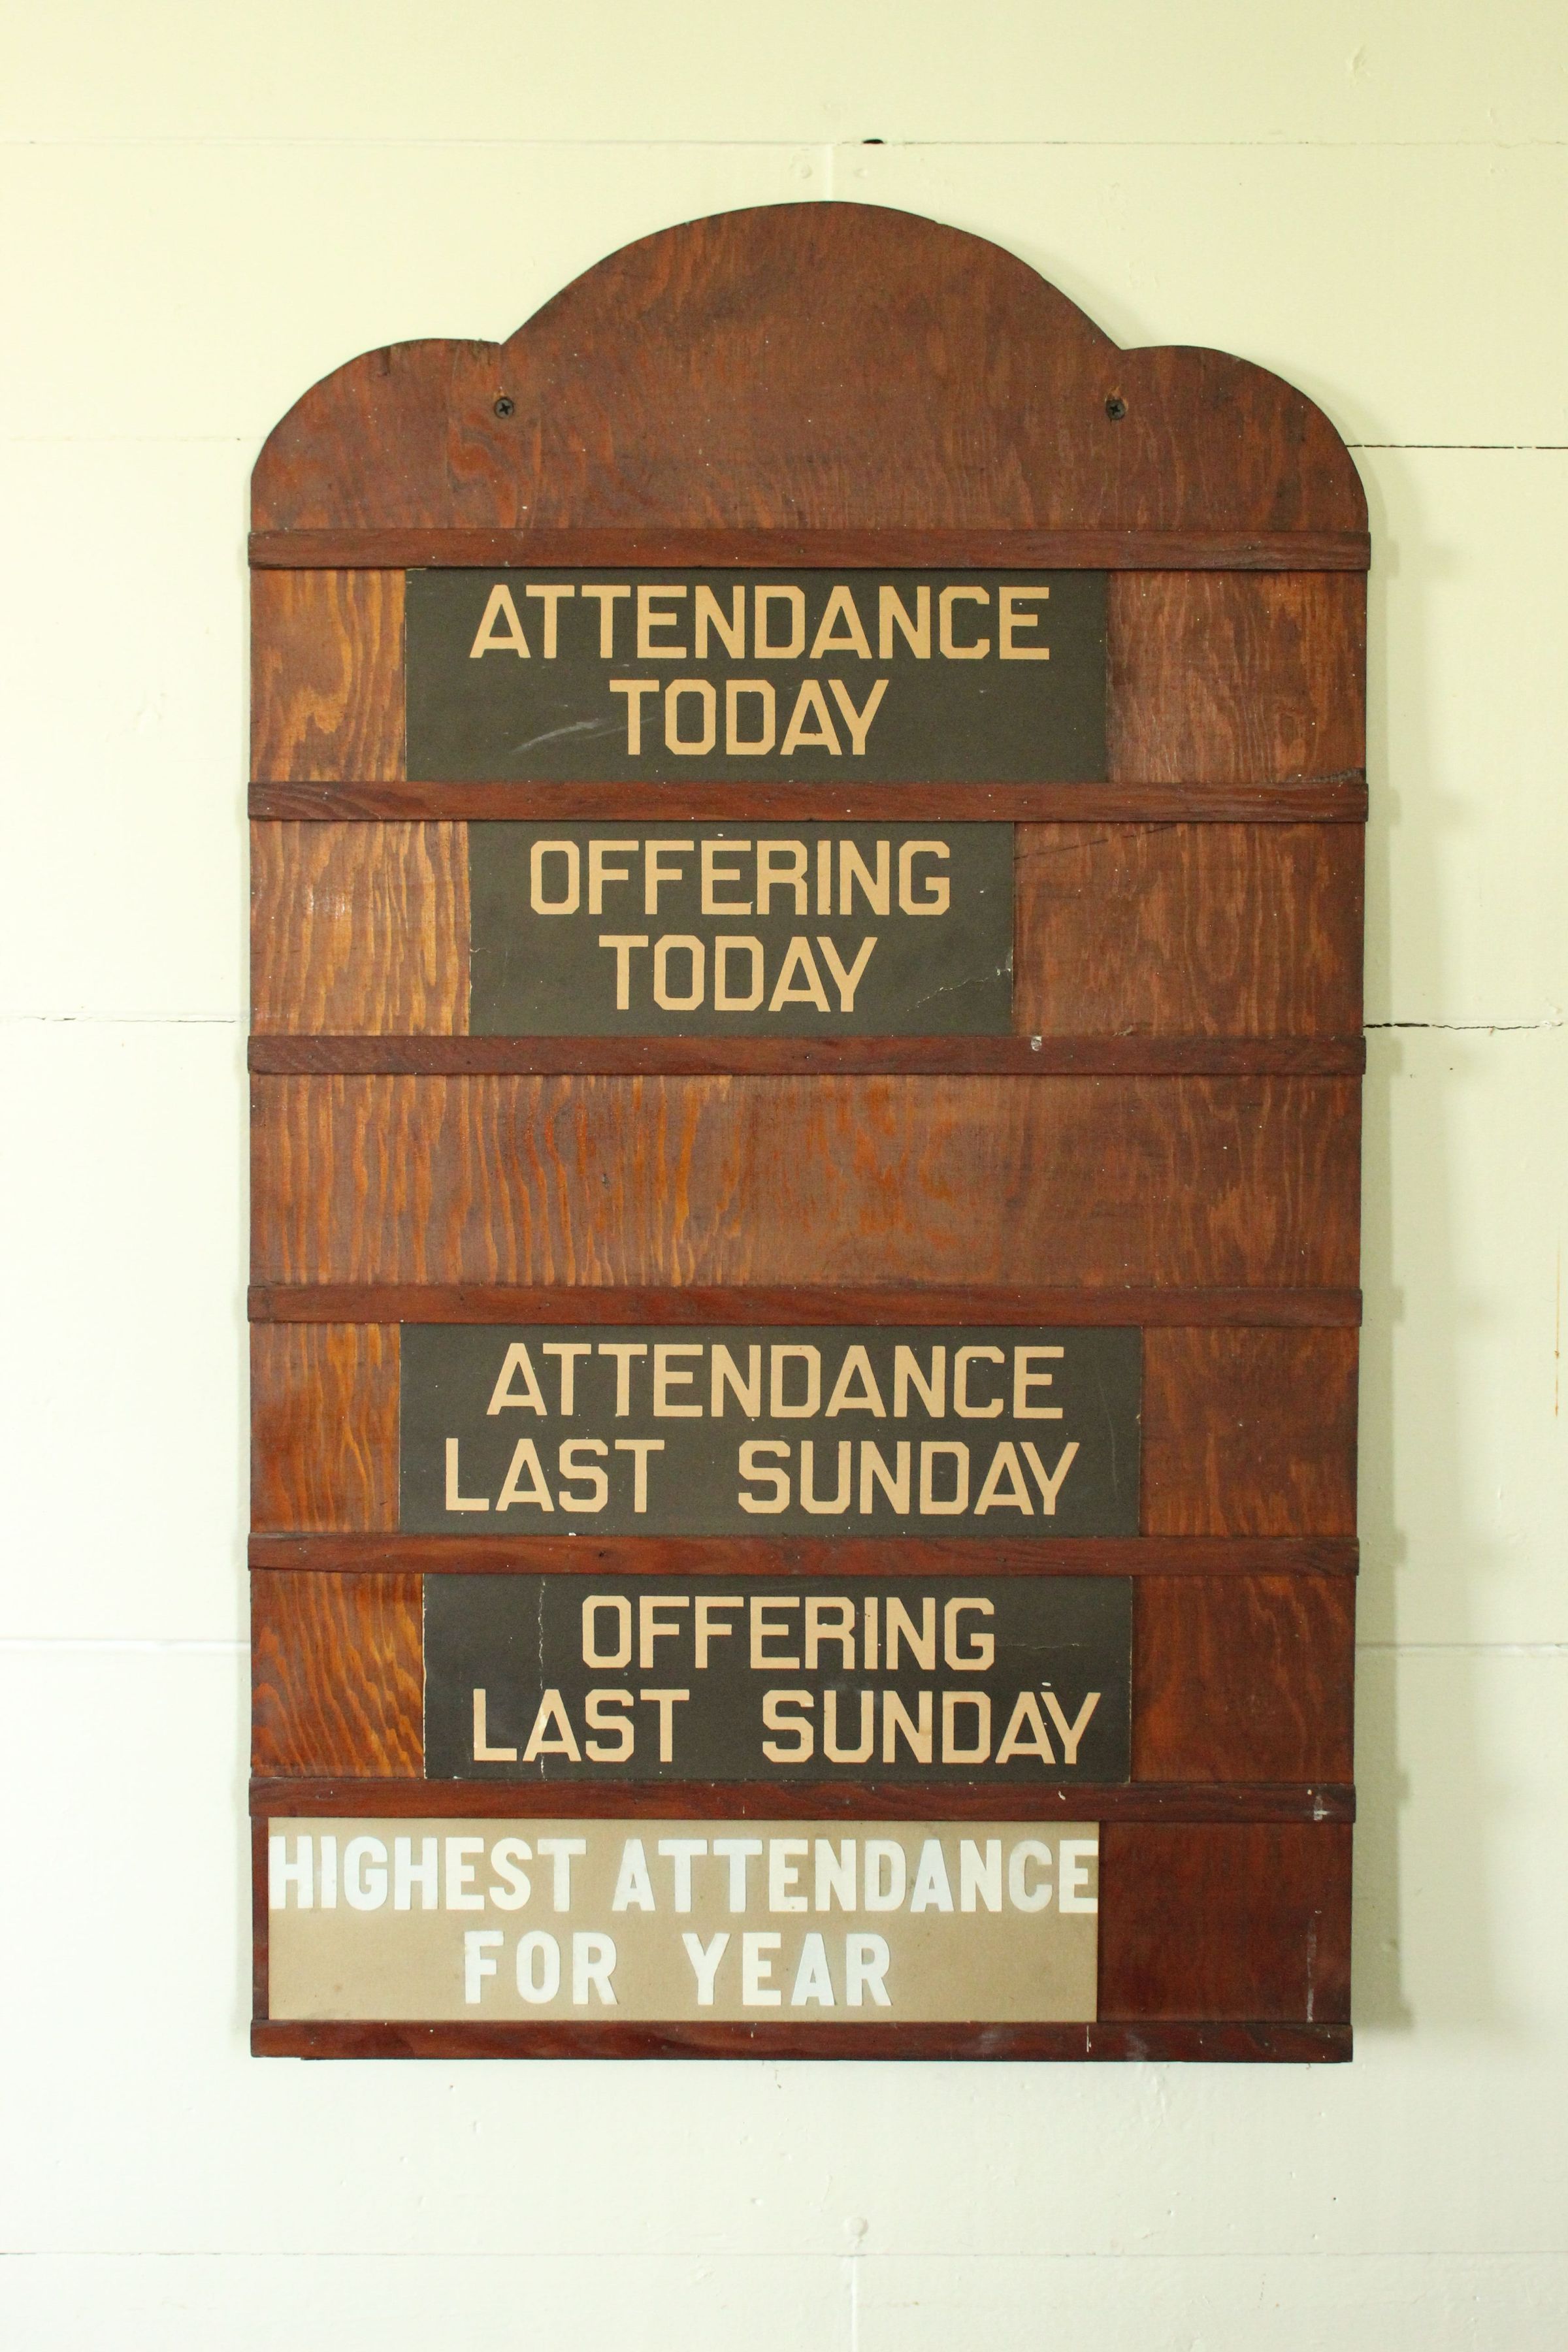 ATTENDANCE
TODAY
OFFERING
TODAY
ATTENDANCE
LAST SUNDAY
OFFERING
LAST SUNDAY
HIGHEST ATTENDANCE
FOR YEAR